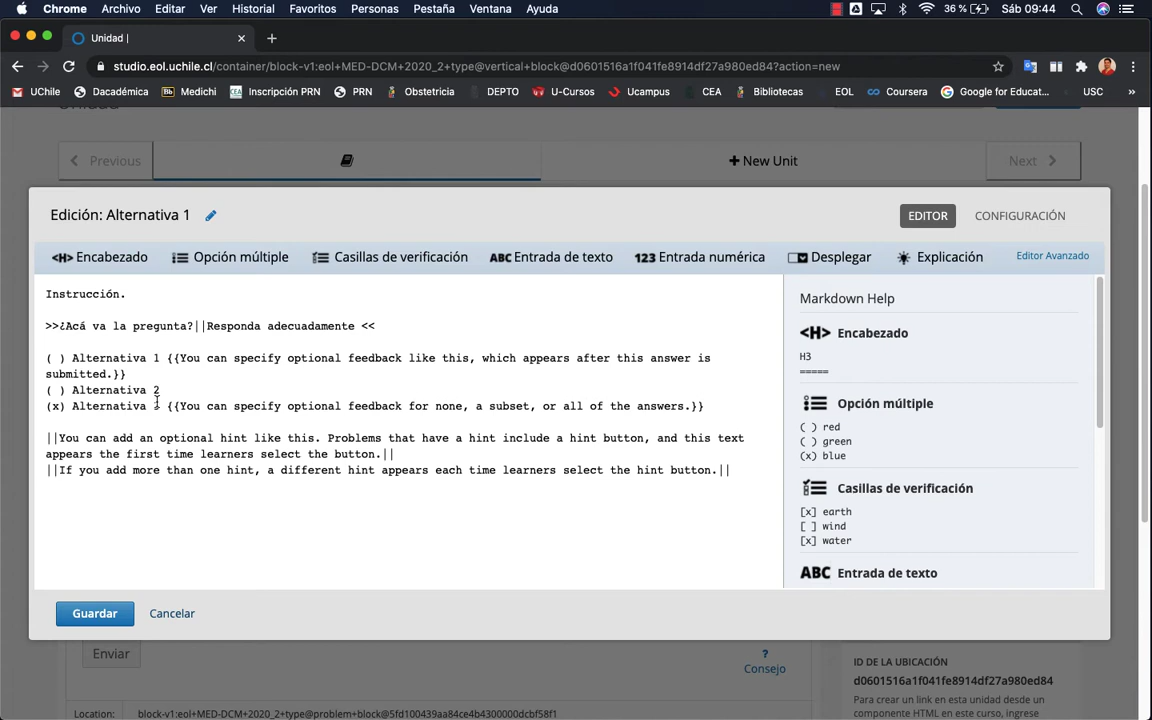 Chrome Archivo Editar Ver Historial Favoritos Personas Pestaña Ventana Ayuda 36 % Sáb 09:44
Unidad |
studio.eol.uchile.cl/container/block-v1:eol+MED-DCM+2020_2+type@vertical+block@d0601516a1f041fe8914df27a980ed84?action=new
UChile Dacadémica Bb Medichi CEA Inscripción PRN PRN Obstetricia DEPTO U-Cursos Ucampus CEA Bibliotecas EOL Coursera Google for Educat... USC »
Previous + New Unit Next
Edición: Alternativa 1 EDITOR CONFIGURACIÓN
<H> Encabezado Opción múltiple Casillas de verificación ABC Entrada de texto 123 Entrada numérica Desplegar Explicación Editor Avanzado
Instrucción.
>>¿Acá va la pregunta?||Responda adecuadamente <<
( ) Alternativa 1 {{You can specify optional feedback like this, which appears after this answer is
submitted.}}
( ) Alternativa 2
(x) Alternativa {{You can specify optional feedback for none, a subset, or all of the answers.}}
||You can add an optional hint like this. Problems that have a hint include a hint button, and this text
appears the first time learners select the button.||
||If you add more than one hint, a different hint appears each time learners select the hint button.||
Markdown Help
<H> Encabezado
H3
=====
Opción múltiple
( ) red
( ) green
(x) blue
Casillas de verificación
[x] earth
[ ] wind
[x] water
ABC Entrada de texto
Guardar Cancelar
Enviar
?
Consejo
Location: block-v1:eol+MED-DCM+2020_2+type@problem+block@5fd100439aa84ce4b4300000dcbf58f1
ID DE LA UBICACIÓN
d0601516a1f041fe8914df27a980ed84
Para crear un link en esta unidad desde un
componente HTML en este curso, ingrese